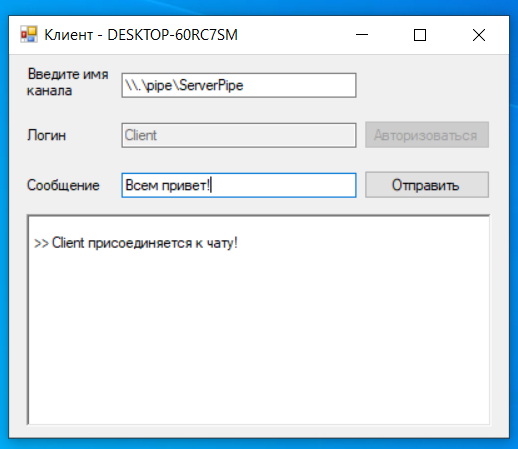 Клиент - DESKTOP-60RC7SM
Введите имя
канала
\\.\pipe\ServerPipe
Логин
Client
Авторизоваться
Сообщение
Всем привет!
Отправить
>> Client присоединяется к чату!